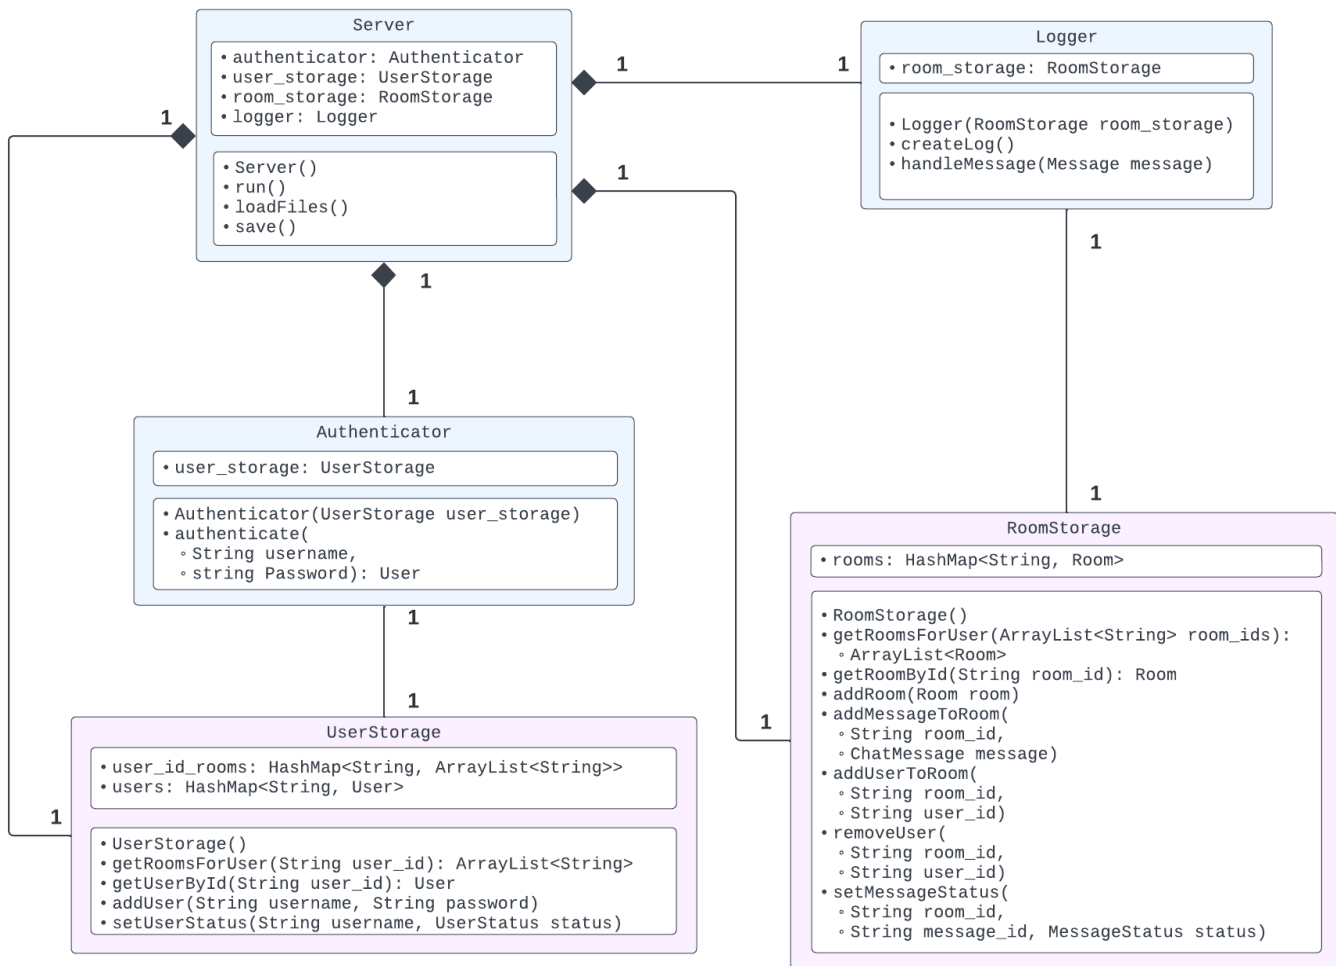 Server
• authenticator: Authenticator
• user_storage: UserStorage
• room_storage: RoomStorage
• logger: Logger
• Server()
• run()
• loadFiles()
• save()
1
1
1
1
1
Logger
• room_storage: RoomStorage
• Logger(RoomStorage room_storage)
• createLog()
• handleMessage(Message message)
1
1
1
Authenticator
• user_storage: UserStorage
• Authenticator(UserStorage user_storage)
• authenticate(
◦ String username,
◦ string Password): User
1
1
UserStorage
• user_id_rooms: HashMap<String, ArrayList<String>>
• users: HashMap<String, User>
• UserStorage()
• getRoomsForUser(String user_id): ArrayList<String>
• getUserById(String user_id): User
• addUser(String username, String password)
• setUserStatus(String username, UserStatus status)
1
1
RoomStorage
• rooms: HashMap<String, Room>
• RoomStorage()
• getRoomsForUser(ArrayList<String> room_ids):
◦ ArrayList<Room>
• getRoomById(String room_id): Room
• addRoom(Room room)
• addMessageToRoom(
◦ String room_id,
◦ ChatMessage message)
• addUserToRoom(
◦ String room_id,
◦ String user_id)
• removeUser(
◦ String room_id,
◦ String user_id)
• setMessageStatus(
◦ String room_id,
◦ String message_id, MessageStatus status)